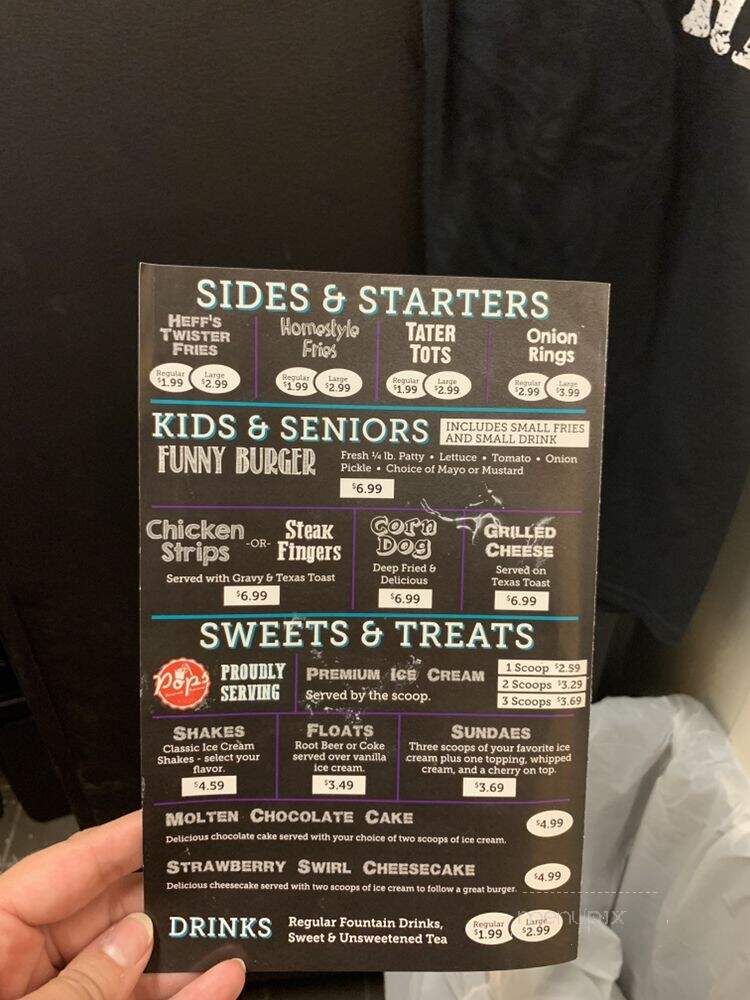 SIDES & STARTERS
HEFF'S
TWISTER
FRIES
Regular
$1.99
Large
$2.99
Homestyle
Fries
Regular
$1.99
Large
$2.99
TATER
TOTS
Regular
$1.99
Large
$2.99
Onion
Rings
Regular
$2.99
Large
$3.99
KIDS & SENIORS
INCLUDES SMALL FRIES
AND SMALL DRINK
FUNNY BURGER
Fresh ¼ lb. Patty • Lettuce • Tomato • Onion
Pickle • Choice of Mayo or Mustard
$6.99
Chicken
Strips
-OR-
Steak
Fingers
Served with Gravy & Texas Toast
$6.99
Corn
Dog
Deep Fried &
Delicious
$6.99
GRILLED
CHEESE
Served on
Texas Toast
$6.99
SWEETS & TREATS
Pop's
PROUDLY
SERVING
PREMIUM ICE CREAM
Served by the scoop.
1 Scoop $2.59
2 Scoops $3.29
3 Scoops $3.69
SHAKES
Classic Ice Cream
Shakes - select your
flavor.
$4.59
FLOATS
Root Beer or Coke
served over vanilla
ice cream.
$3.49
SUNDAES
Three scoops of your favorite ice
cream plus one topping, whipped
cream, and a cherry on top.
$3.69
MOLTEN CHOCOLATE CAKE
Delicious chocolate cake served with your choice of two scoops of ice cream.
$4.99
STRAWBERRY SWIRL CHEESECAKE
Delicious cheesecake served with two scoops of ice cream to follow a great burger.
$4.99
DRINKS
Regular Fountain Drinks,
Sweet & Unsweetened Tea
Regular
$1.99
Large
$2.99
menupix